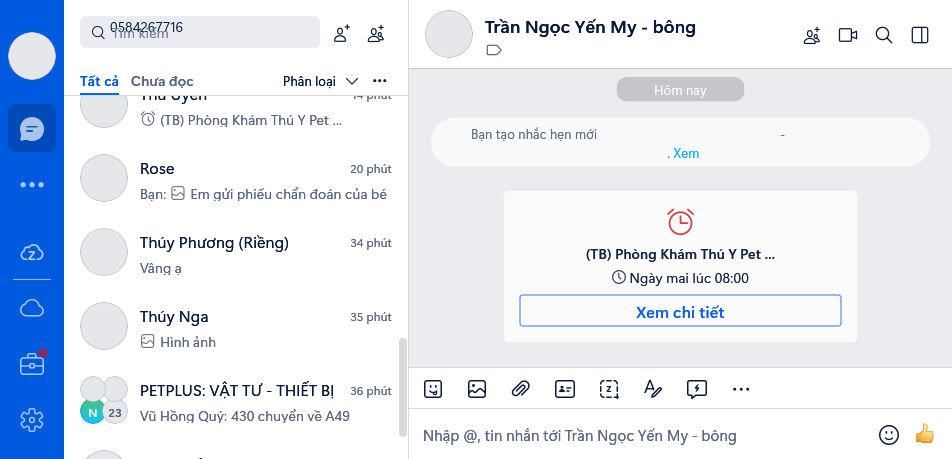 0584267716
Tìm kiếm
Tất cả Chưa đọc Phân loại
Thu Uyên 14 phút
(TB) Phòng Khám Thú Y Pet ...
Rose 20 phút
Bạn: Em gửi phiếu chẩn đoán của bé
Thúy Phương (Riềng) 34 phút
Vâng ạ
Thúy Nga 35 phút
Hình ảnh
PETPLUS: VẬT TƯ - THIẾT BỊ 36 phút
N 23
Vũ Hồng Quý: 430 chuyển về A49
Trần Ngọc Yến My - bông
Hôm nay
Bạn tạo nhắc hẹn mới -
. Xem
(TB) Phòng Khám Thú Y Pet ...
Ngày mai lúc 08:00
Xem chi tiết
Nhập @, tin nhắn tới Trần Ngọc Yến My - bông